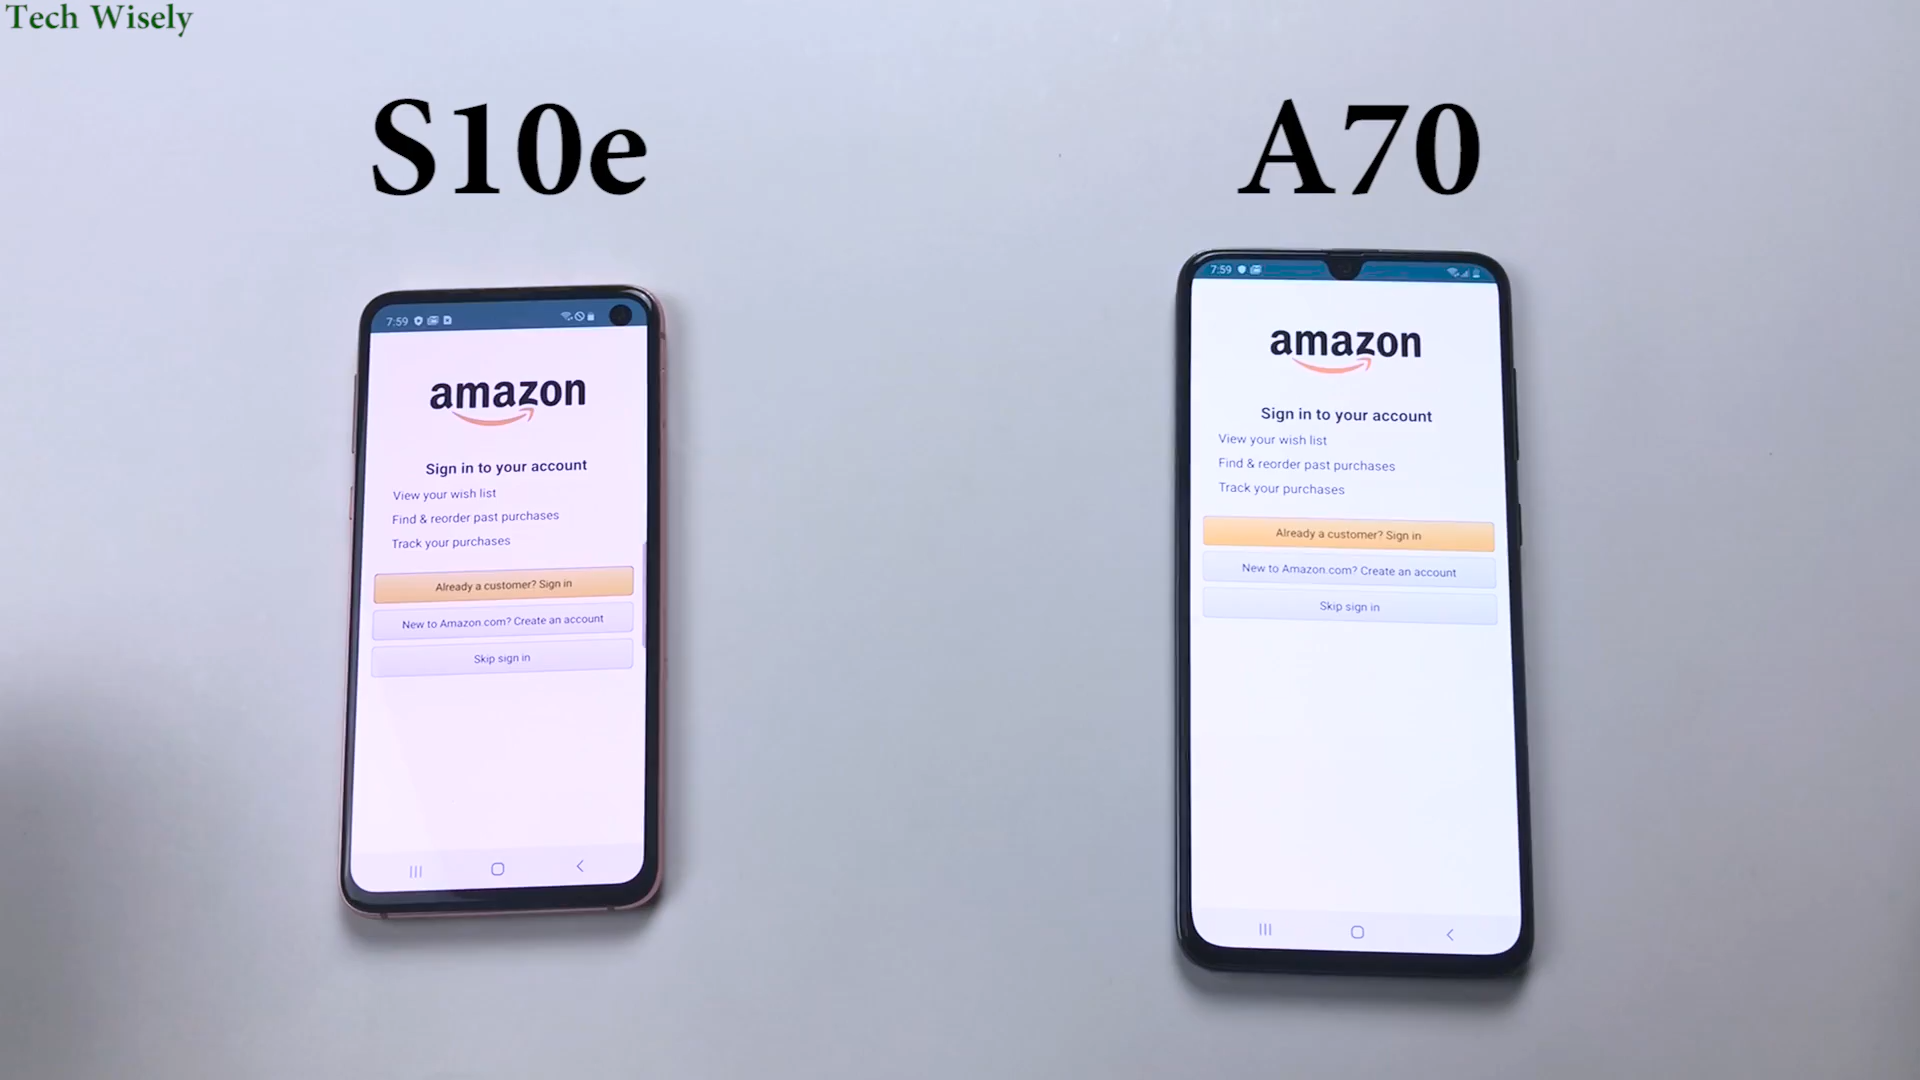 Tech Wisely
S10e
A70
7:59
amazon
Sign in to your account
View your wish list
Find & reorder past purchases
Track your purchases
Already a customer? Sign in
New to Amazon.com? Create an account
Skip sign in
7:59
amazon
Sign in to your account
View your wish list
Find & reorder past purchases
Track your purchases
Already a customer? Sign in
New to Amazon.com? Create an account
Skip sign in